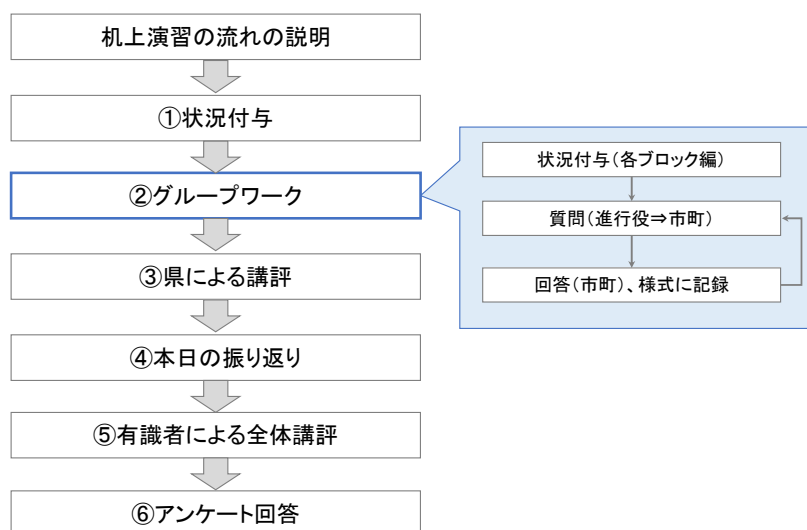 机上演習の流れの説明
①状況付与
②グループワーク
状況付与(各ブロック編)
質問(進行役⇒市町)
回答(市町)、様式に記録
③県による講評
④本日の振り返り
⑤有識者による全体講評
⑥アンケート回答